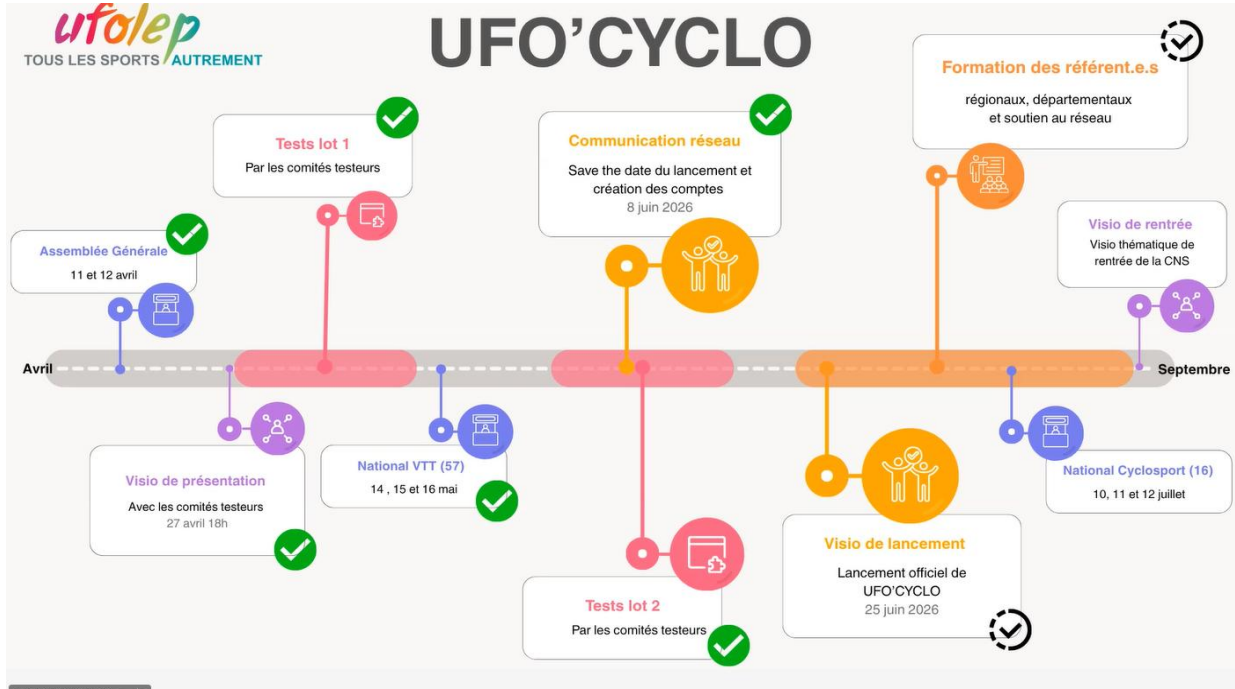 ufolep
TOUS LES SPORTS AUTREMENT
UFO’CYCLO
Formation des référent.e.s
régionaux, départementaux
et soutien au réseau
Tests lot 1
Par les comités testeurs
Communication réseau
Save the date du lancement et
création des comptes
8 juin 2026
Visio de rentrée
Visio thématique de
rentrée de la CNS
Assemblée Générale
11 et 12 avril
Avril
Septembre
Visio de présentation
Avec les comités testeurs
27 avril 18h
National VTT (57)
14 , 15 et 16 mai
National Cyclosport (16)
10, 11 et 12 juillet
Visio de lancement
Lancement officiel de
UFO’CYCLO
25 juin 2026
Tests lot 2
Par les comités testeurs